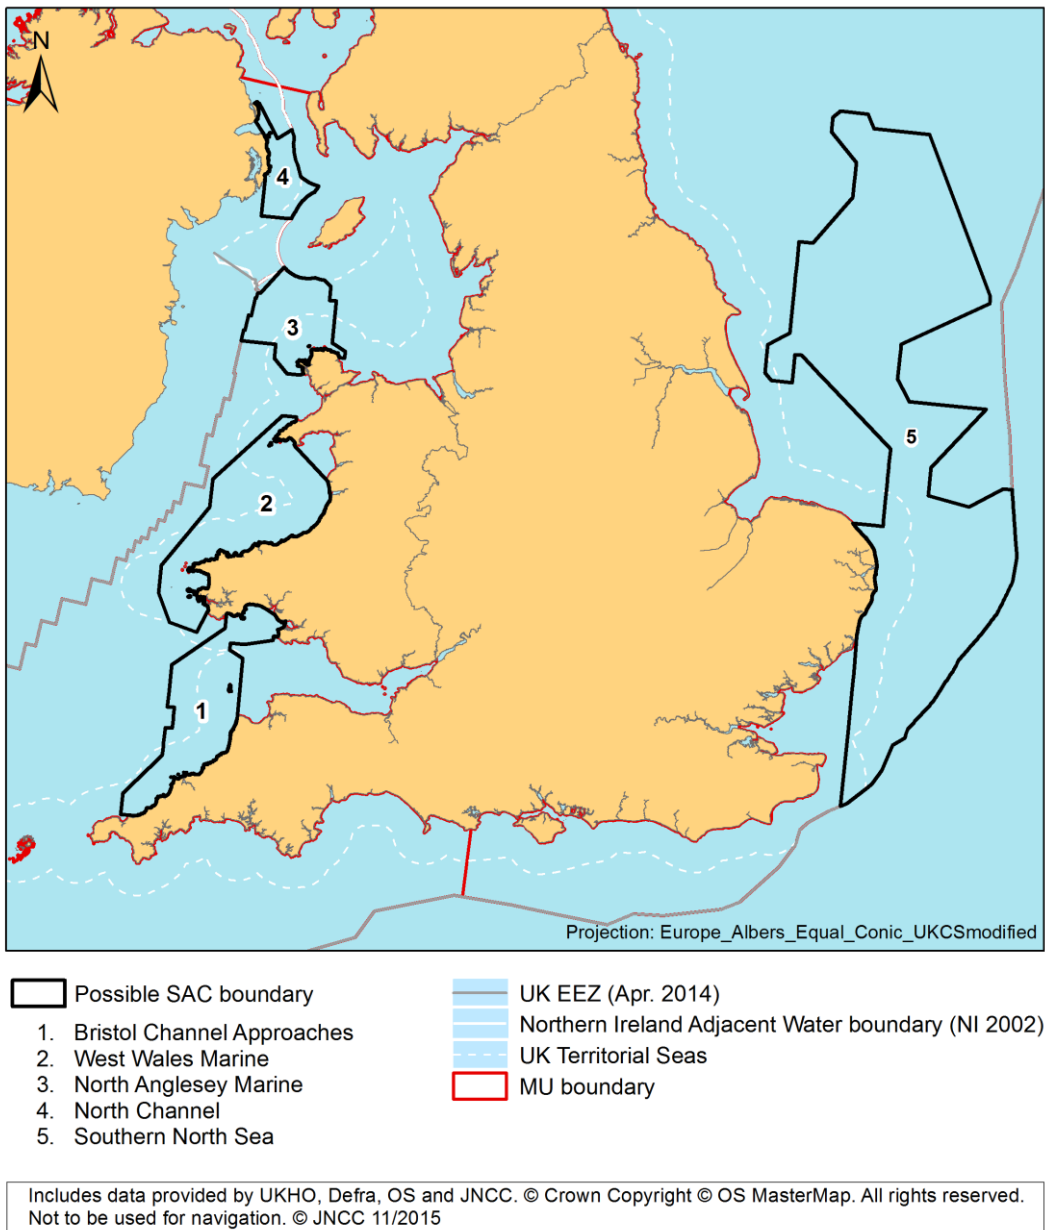 N
4
3
5
2
1
Projection: Europe_Albers_Equal_Conic_UKCSmodified
Possible SAC boundary
1. Bristol Channel Approaches
2. West Wales Marine
3. North Anglesey Marine
4. North Channel
5. Southern North Sea
UK EEZ (Apr. 2014)
Northern Ireland Adjacent Water boundary (NI 2002)
UK Territorial Seas
MU boundary
Includes data provided by UKHO, Defra, OS and JNCC. © Crown Copyright © OS MasterMap. All rights reserved.
Not to be used for navigation. © JNCC 11/2015